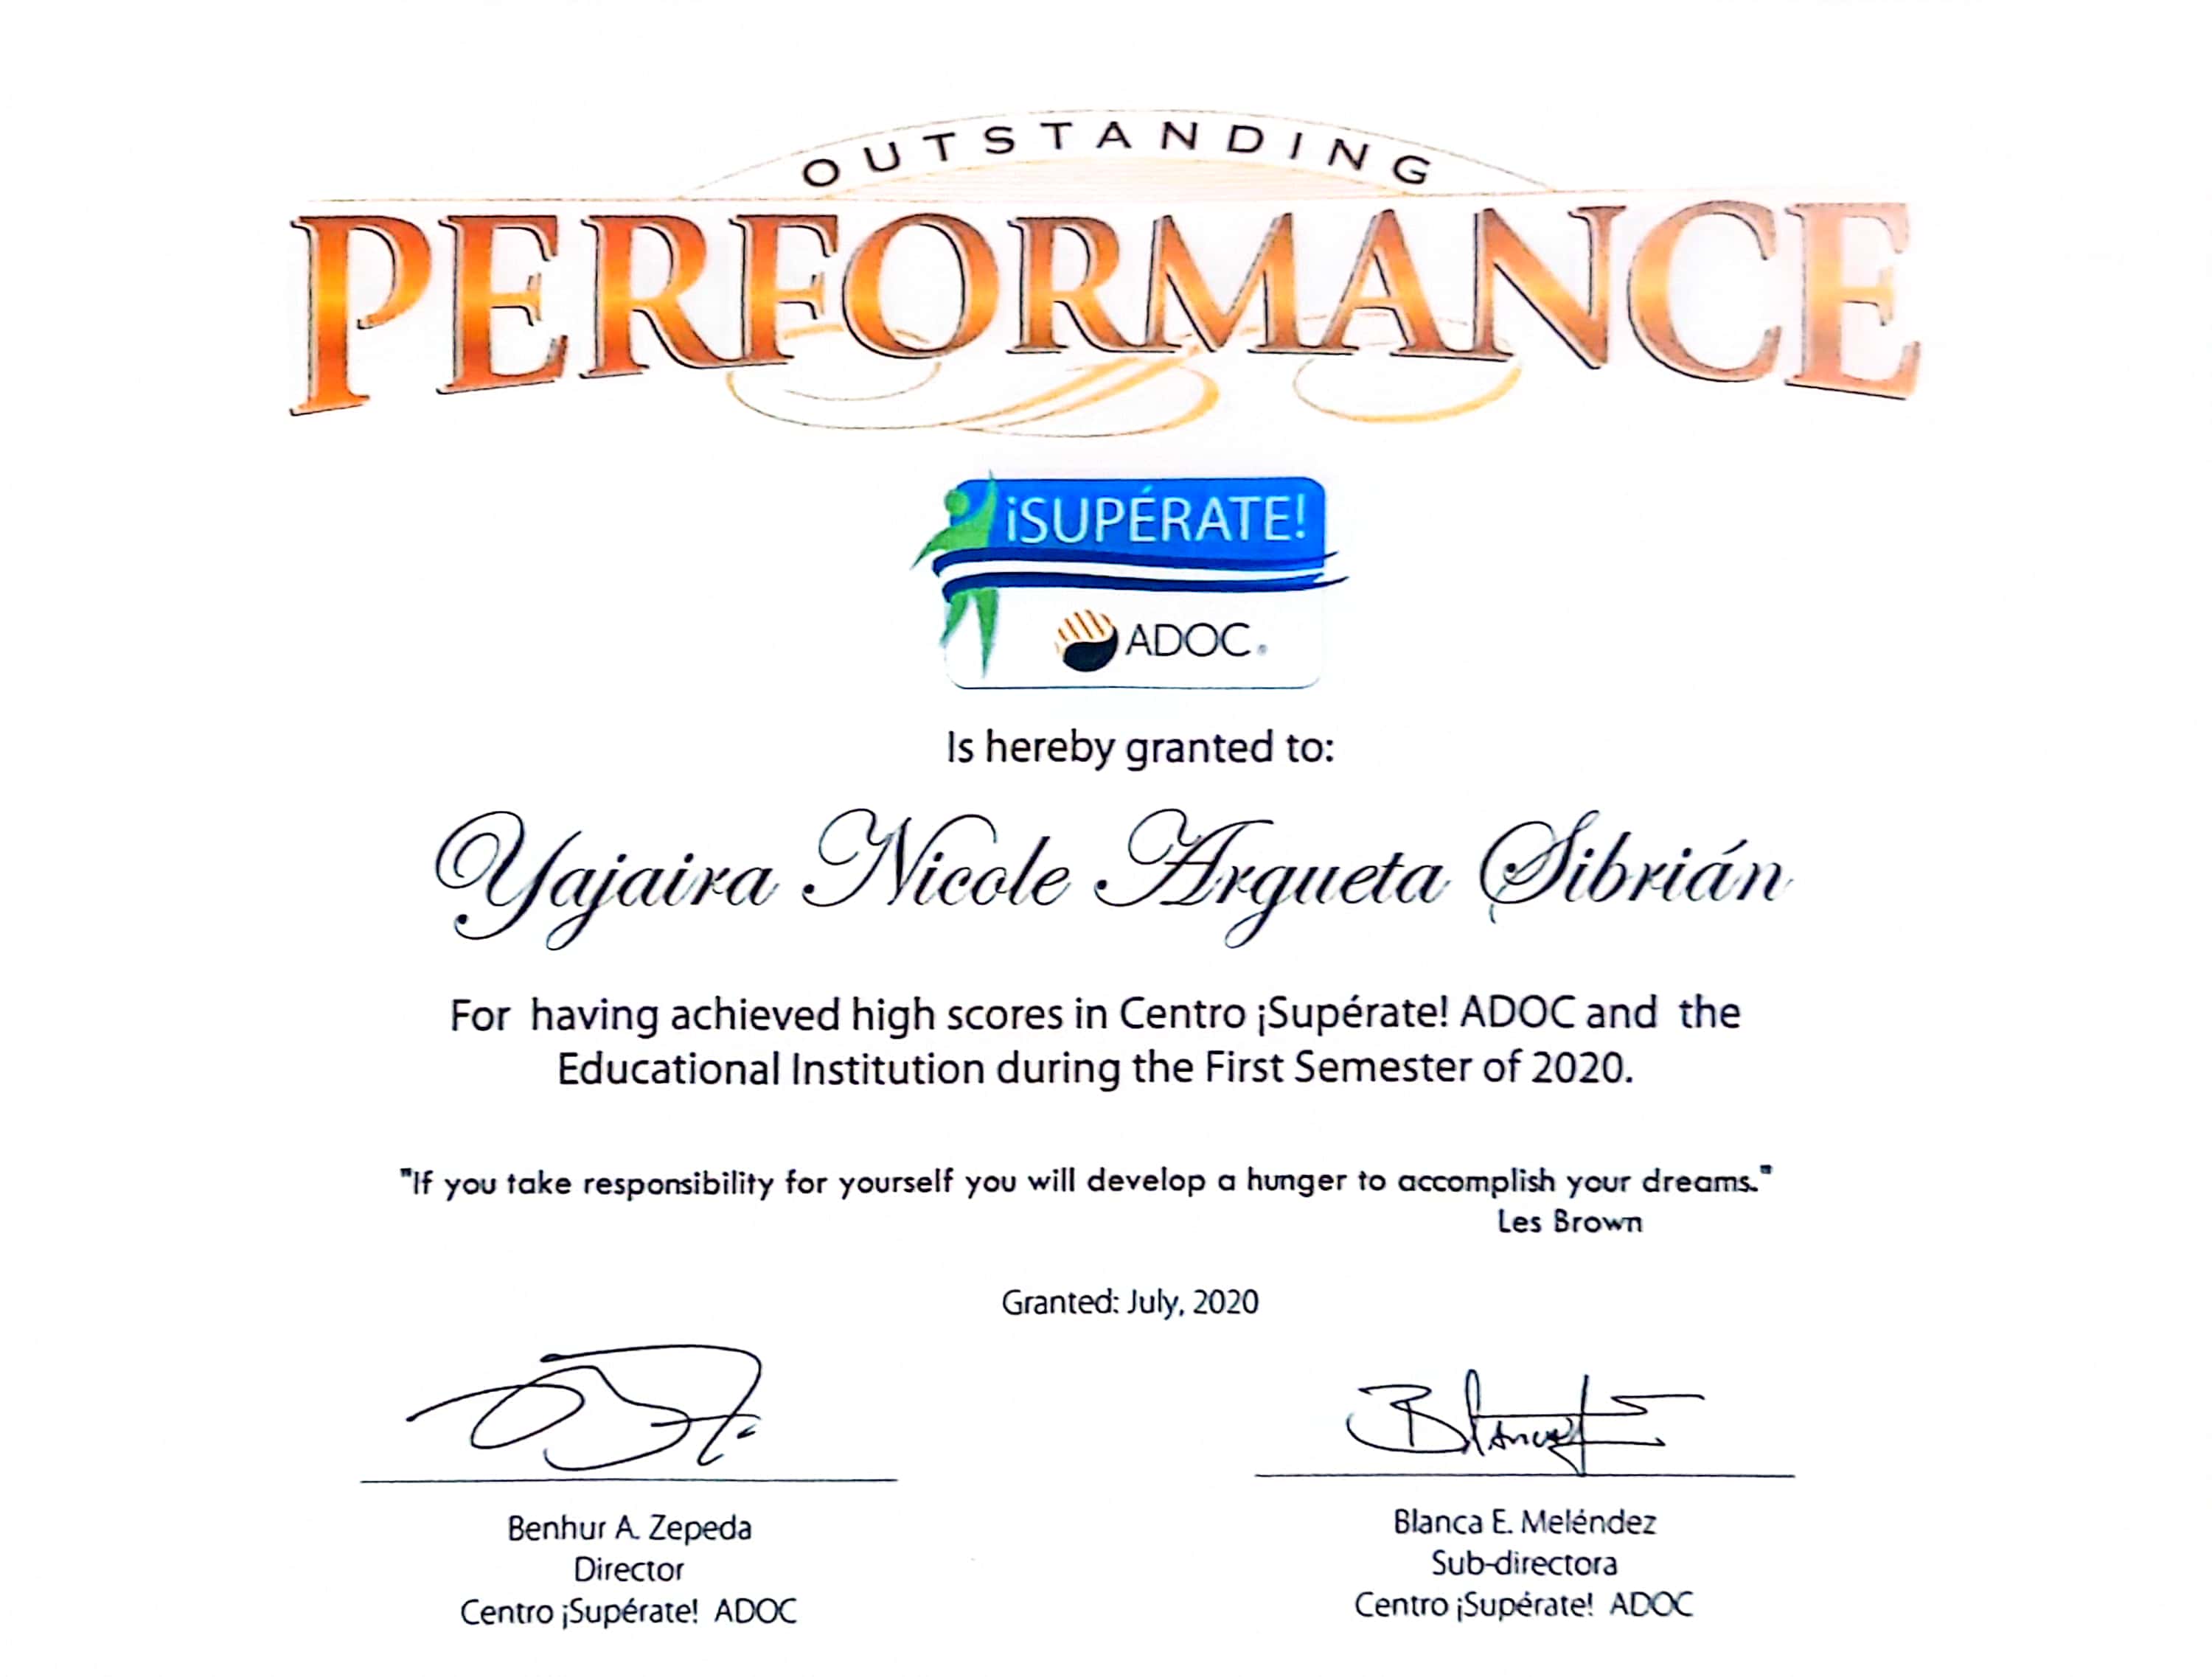 OUTSTANDING
PERFORMANCE
¡SUPÉRATE!
ADOC®
Is hereby granted to:
Yajaira Nicole Argueta Sibrián
For having achieved high scores in Centro ¡Supérate! ADOC and the
Educational Institution during the First Semester of 2020.
"If you take responsibility for yourself you will develop a hunger to accomplish your dreams."
Les Brown
Granted: July, 2020
Benhur A. Zepeda
Director
Centro ¡Supérate! ADOC
Blanca E. Meléndez
Sub-directora
Centro ¡Supérate! ADOC